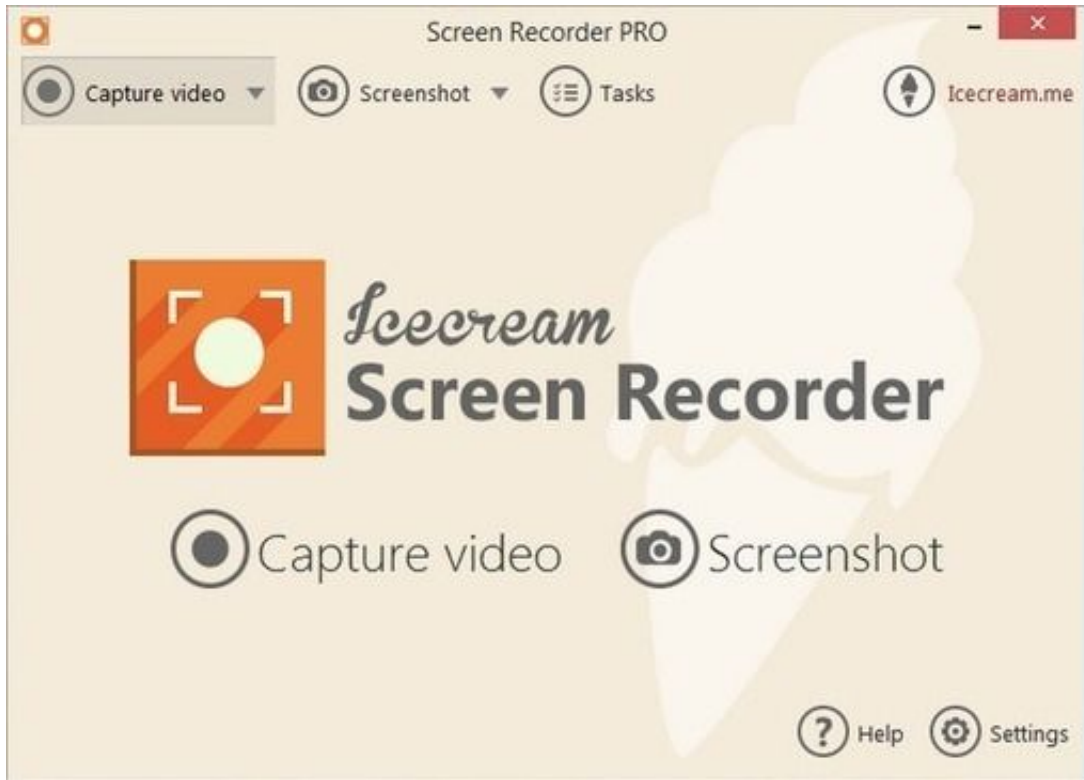 Screen Recorder PRO
Capture video Screenshot Tasks Icecream.me
Icecream
Screen Recorder
Capture video Screenshot
? Help Settings